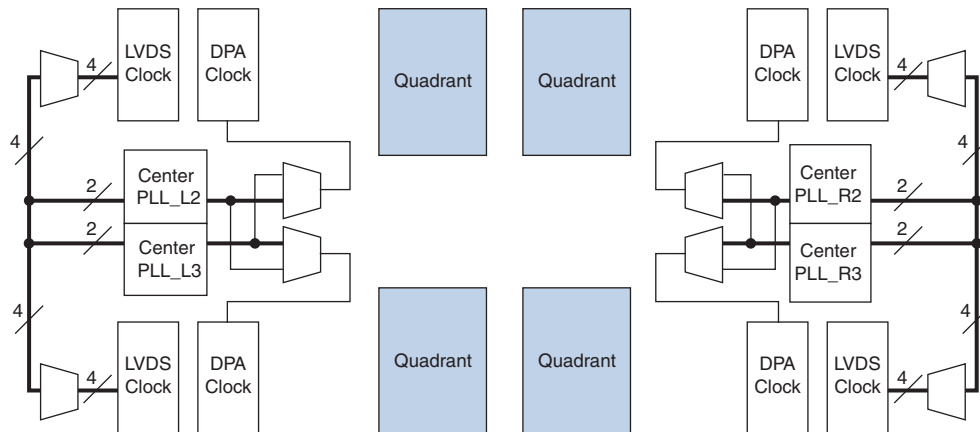 4
LVDS
Clock
DPA
Clock
Quadrant
Quadrant
DPA
Clock
LVDS
Clock
4
4
2
Center
PLL_L2
2
Center
PLL_L3
Center
PLL_R2
2
Center
PLL_R3
2
4
4
4
LVDS
Clock
DPA
Clock
Quadrant
Quadrant
DPA
Clock
LVDS
Clock
4
4
4